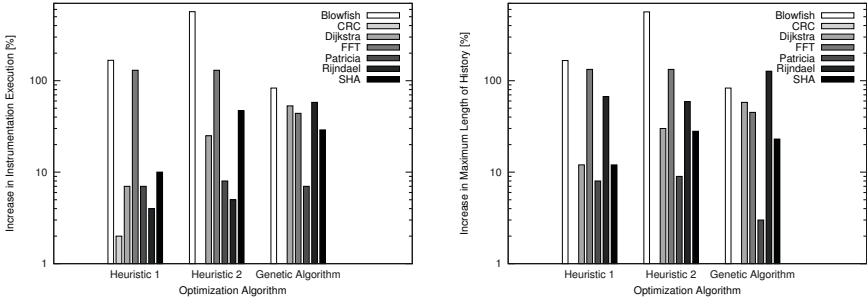 Increase in Instrumentation Execution [%]
100
10
1
Blowfish
CRC
Dijkstra
FFT
Patricia
Rijndael
SHA
Heuristic 1
Heuristic 2
Genetic Algorithm
Optimization Algorithm
Increase in Maximum Length of History [%]
100
10
1
Blowfish
CRC
Dijkstra
FFT
Patricia
Rijndael
SHA
Heuristic 1
Heuristic 2
Genetic Algorithm
Optimization Algorithm